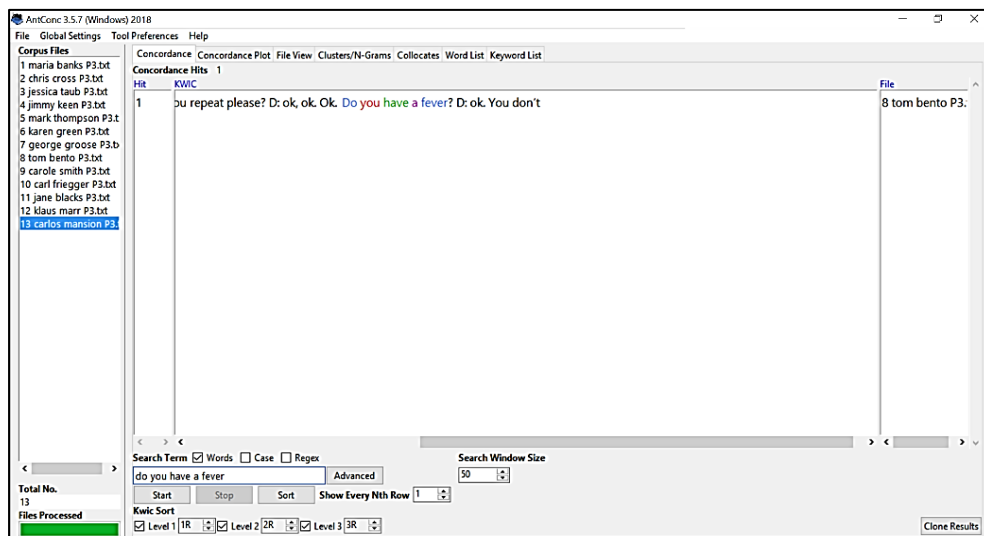 AntConc 3.5.7 (Windows) 2018
File Global Settings Tool Preferences Help
Corpus Files
1 maria banks P3.txt
2 chris cross P3.txt
3 jessica taub P3.txt
4 jimmy keen P3.txt
5 mark thompson P3.t
6 karen green P3.txt
7 george groose P3.tx
8 tom bento P3.txt
9 carole smith P3.txt
10 carl friegger P3.txt
11 jane blacks P3.txt
12 klaus marr P3.txt
13 carlos mansion P3.
Total No.
13
Files Processed
Concordance Concordance Plot File View Clusters/N-Grams Collocates Word List Keyword List
Concordance Hits 1
Hit KWIC File
1 ou repeat please? D: ok, ok. Ok. Do you have a fever? D: ok. You don't 8 tom bento P3.
Search Term Words Case Regex Search Window Size
do you have a fever Advanced 50
Start Stop Sort Show Every Nth Row 1
Kwic Sort
Level 1 1R Level 2 2R Level 3 3R Clone Results